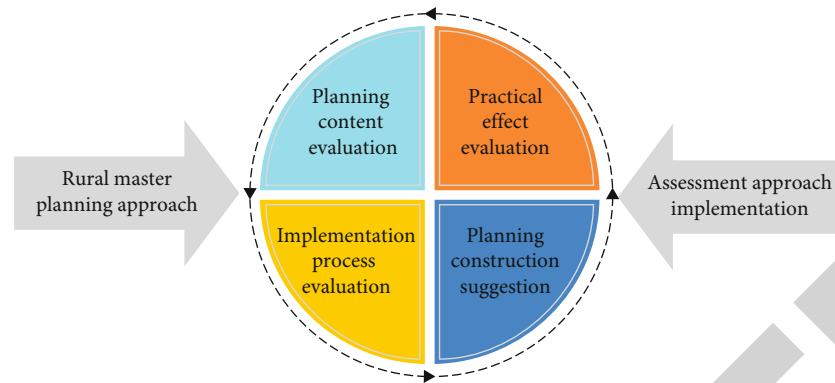 Planning
content
evaluation
Practical
effect
evaluation
Rural master
planning approach
Assessment approach
implementation
Implementation
process
evaluation
Planning
construction
suggestion